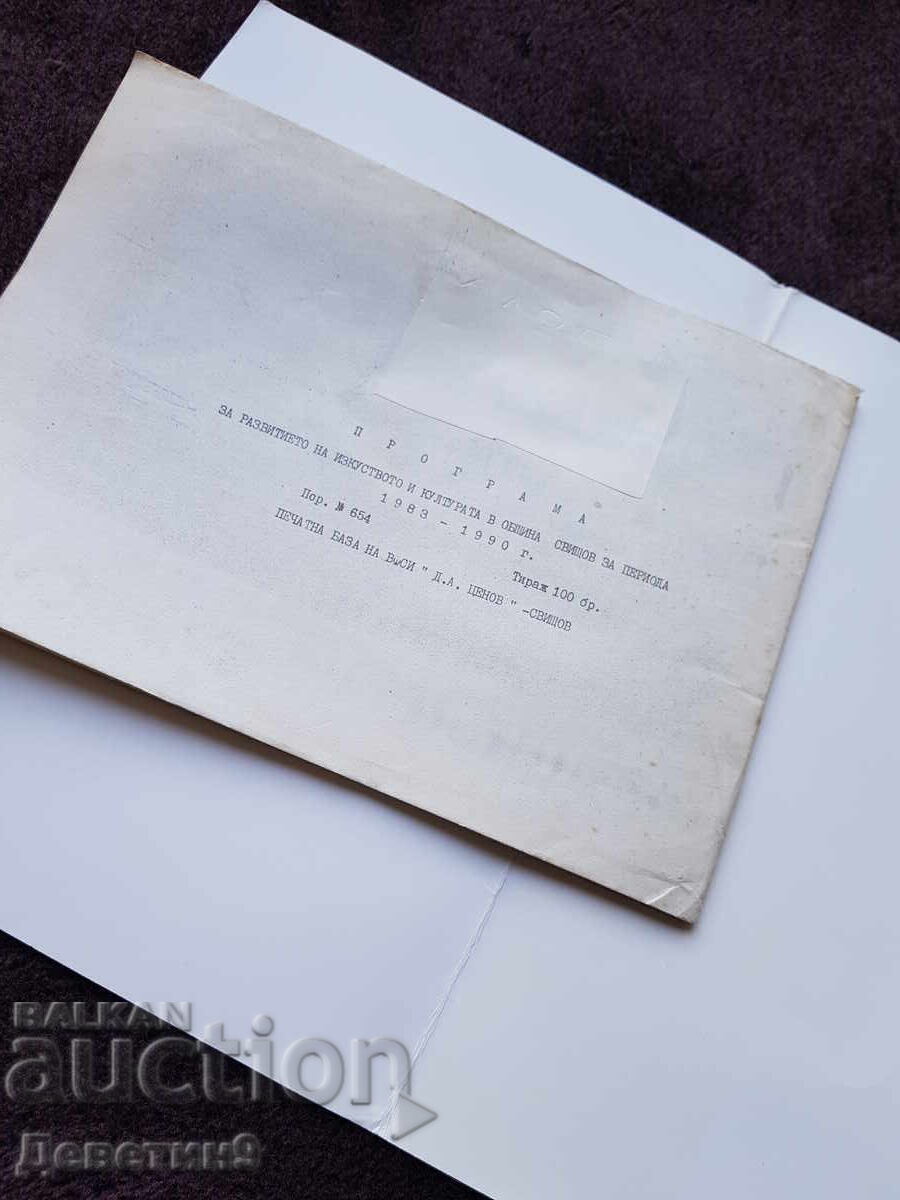 П Р О Г Р А М А
ЗА РАЗВИТИЕТО НА ИЗКУСТВОТО И КУЛТУРАТА В ОБЩИНА СВИЩОВ ЗА ПЕРИОДА
1983 - 1990 г.
Пор. № 654 Тираж 100 бр.
ПЕЧАТНА БАЗА НА ВФСИ " Д.А. ЦЕНОВ " -СВИЩОВ
BALKAN
auction
Деветин9